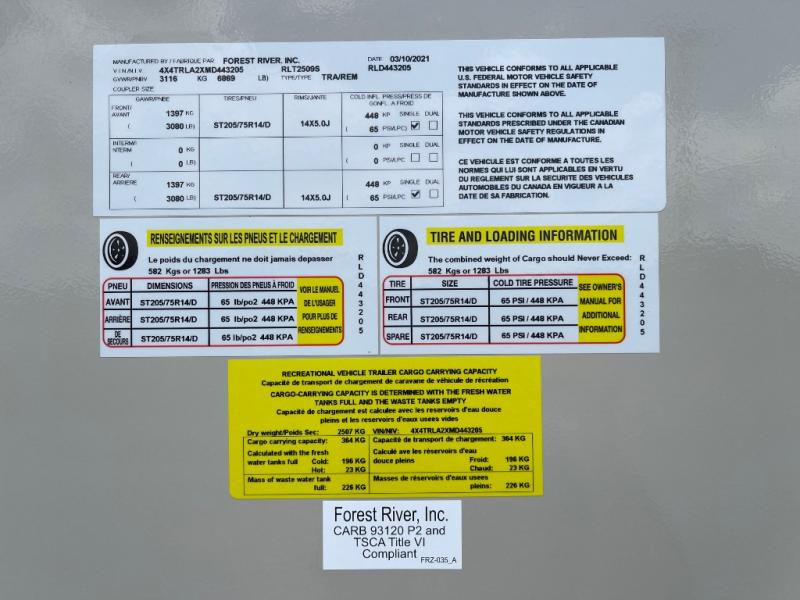 MANUFACTURED BY / FABRIQUE PAR FOREST RIVER, INC. DATE 03/10/2021
V.I.N/N.I.V. 4X4TRLA2XMD443205 RLT2509S RLD443205
GVWR/PNBV 3116 KG 6869 LB) TYPE/TYPE TRA/REM
COUPLER SIZE
GAWR/PNBE TIRES/PNEU RIMS/JANTE COLD INFL. PRESS/PRESS DE GONFL. A FROID
FRONT/ AVANT 1397 KG 448 KP SINGLE DUAL
( 3080 LB) ST205/75R14/D 14X5.0J ( 65 PSI/LPC)
INTERM/ INTERM 0 KG 0 KP SINGLE DUAL
( 0 LB) ( 0 PSI/LPC
REAR/ ARRIERE 1397 KG 448 KP SINGLE DUAL
( 3080 LB) ST205/75R14/D 14X5.0J ( 65 PSI/LPC
THIS VEHICLE CONFORMS TO ALL APPLICABLE
U.S. FEDERAL MOTOR VEHICLE SAFETY
STANDARDS IN EFFECT ON THE DATE OF
MANUFACTURE SHOWN ABOVE.
THIS VEHICLE CONFORMS TO ALL APPLICABLE
STANDARDS PRESCRIBED UNDER THE CANADIAN
MOTOR VEHICLE SAFETY REGULATIONS IN
EFFECT ON THE DATE OF MANUFACTURE.
CE VEHICULE EST CONFORME A TOUTES LES
NORMES QUI LUI SONT APPLICABLES EN VERTU
DU REGLEMENT SUR LA SECURITE DES VEHICULES
AUTOMOBILES DU CANADA EN VIGUEUR A LA
DATE DE SA FABRICATION.
RENSEIGNEMENTS SUR LES PNEUS ET LE CHARGEMENT
Le poids du chargement ne doit jamais depasser
582 Kgs or 1283 Lbs
PNEU DIMENSIONS PRESSION DES PNEUS À FROID
AVANT ST205/75R14/D 65 lb/po2 448 KPA
ARRIÈRE ST205/75R14/D 65 lb/po2 448 KPA
DE SECOURS ST205/75R14/D 65 lb/po2 448 KPA
VOIR LE MANUEL
DE L'USAGER
POUR PLUS DE
RENSEIGNEMENTS
RLD443205
TIRE AND LOADING INFORMATION
The combined weight of Cargo should Never Exceed:
582 Kgs or 1283 Lbs
TIRE SIZE COLD TIRE PRESSURE
FRONT ST205/75R14/D 65 PSI / 448 KPA
REAR ST205/75R14/D 65 PSI / 448 KPA
SPARE ST205/75R14/D 65 PSI / 448 KPA
SEE OWNER'S
MANUAL FOR
ADDITIONAL
INFORMATION
RLD443205
RECREATIONAL VEHICLE TRAILER CARGO CARRYING CAPACITY
Capacité de transport de chargement de caravane de véhicule de récréation
CARGO-CARRYING CAPACITY IS DETERMINED WITH THE FRESH WATER
TANKS FULL AND THE WASTE TANKS EMPTY
Capacité de chargement est calculee avec les reservoirs d'eau douce
pleins et les reservoirs d'eaux usees vides
Dry weight/Poids Sec: 2507 KG VIN/NIV: 4X4TRLA2XMD443205
Cargo carrying capacity: 364 KG Capacité de transport de chargement: 364 KG
Calculated with the fresh Calculé ave les réservoirs d'eau
water tanks full Cold: 196 KG douce pleins Froid: 196 KG
Hot: 23 KG Chaud: 23 KG
Mass of waste water tank Masses de réservoirs d'eaux usees
full: 226 KG pleins: 226 KG
Forest River, Inc.
CARB 93120 P2 and
TSCA Title VI
Compliant
FRZ-035_A